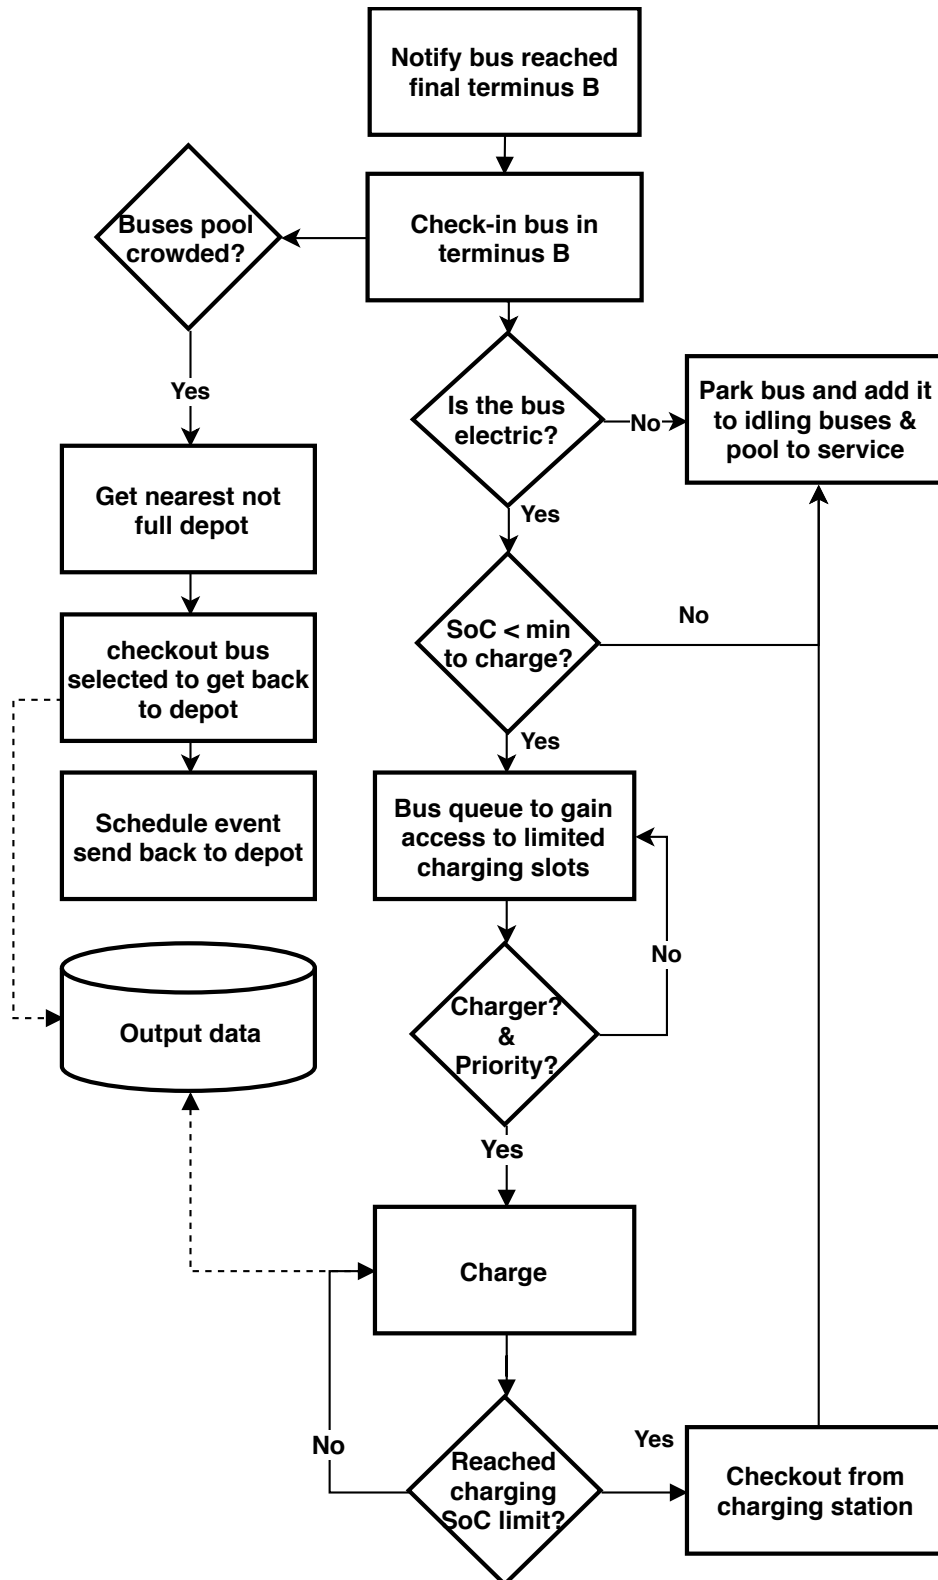 Notify bus reached
final terminus B
Buses pool
crowded?
Check-in bus in
terminus B
Yes
Is the bus
electric?
No
Park bus and add it
to idling buses &
pool to service
Get nearest not
full depot
Yes
SoC < min
to charge?
No
checkout bus
selected to get back
to depot
Yes
Schedule event
send back to depot
Bus queue to gain
access to limited
charging slots
No
Output data
Charger?
&
Priority?
Yes
Charge
No
Reached
charging
SoC limit?
Yes
Checkout from
charging station